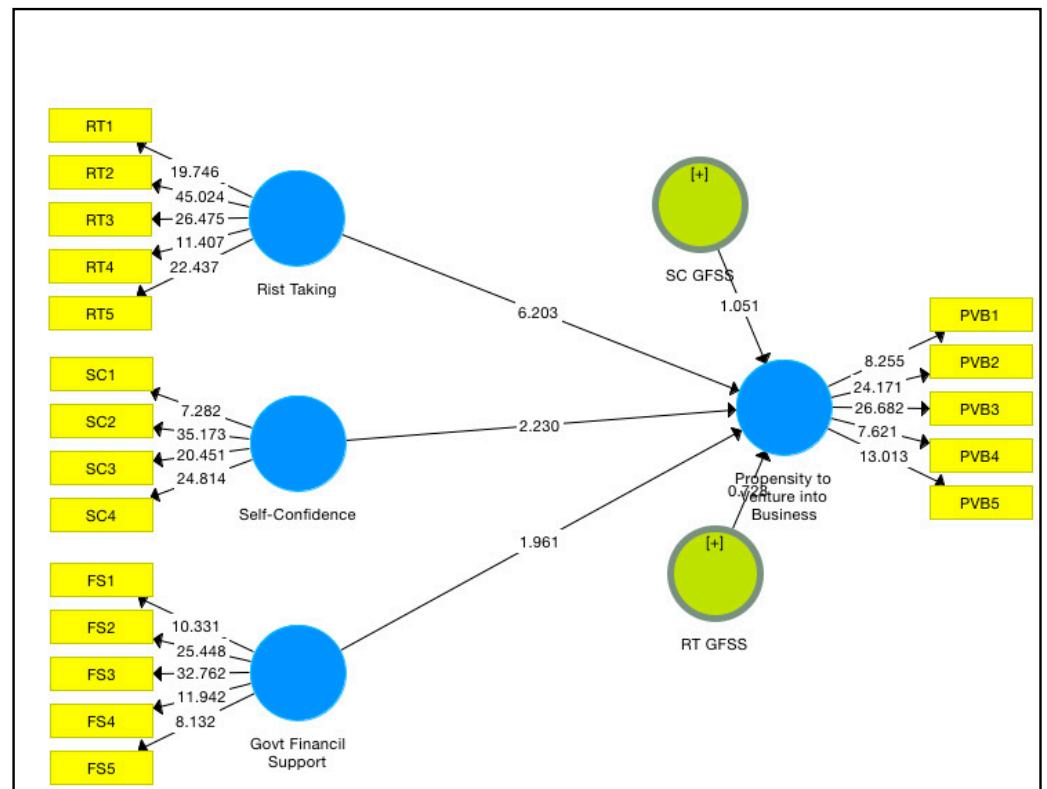 RT1
RT2
RT3
RT4
RT5
19.746
45.024
26.475
11.407
22.437
Rist Taking
SC1
SC2
SC3
SC4
7.282
35.173
20.451
24.814
Self-Confidence
FS1
FS2
FS3
FS4
FS5
10.331
25.448
32.762
11.942
8.132
Govt Financil
Support
6.203
2.230
1.961
[+]
SC GFSS
1.051
Propensity to
Venture into
Business
0.728
[+]
RT GFSS
8.255
24.171
26.682
7.621
13.013
PVB1
PVB2
PVB3
PVB4
PVB5